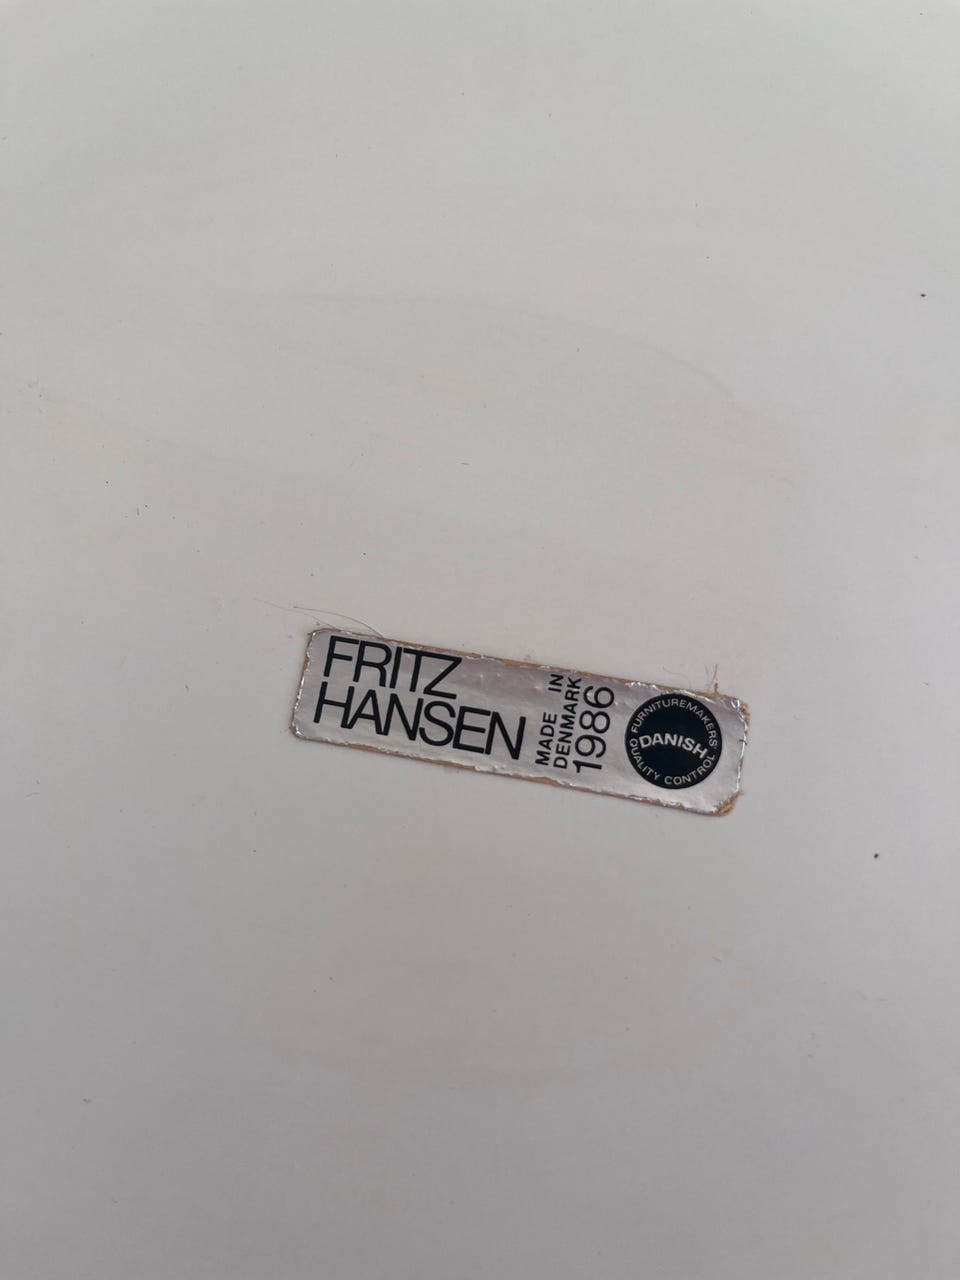 FRITZ
HANSEN
MADE IN
DENMARK
1986
FURNITUREMAKERS
DANISH
QUALITY CONTROL